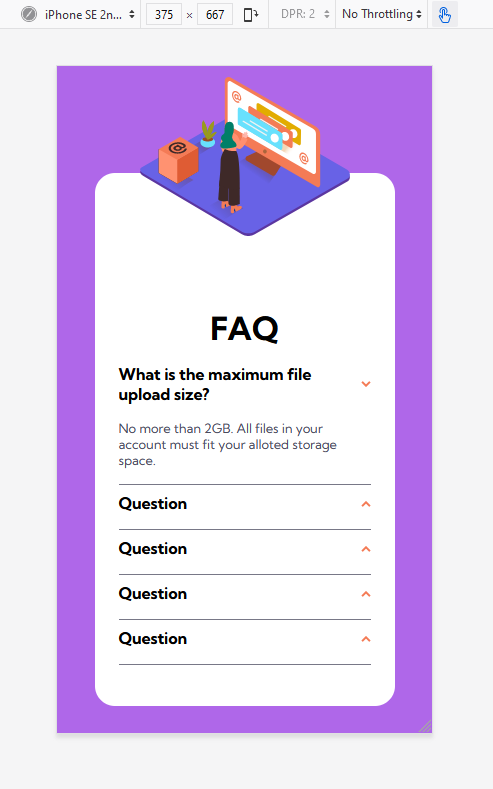 iPhone SE 2n... 375 × 667 DPR: 2 No Throttling
FAQ
What is the maximum file
upload size?
No more than 2GB. All files in your
account must fit your alloted storage
space.
Question
Question
Question
Question